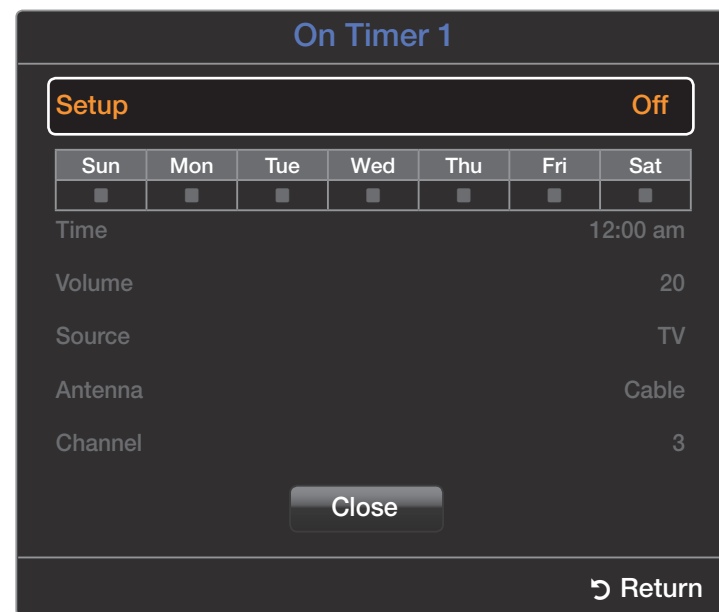 On Timer 1
Setup Off
Sun Mon Tue Wed Thu Fri Sat
Time 12:00 am
Volume 20
Source TV
Antenna Cable
Channel 3
Close
Return